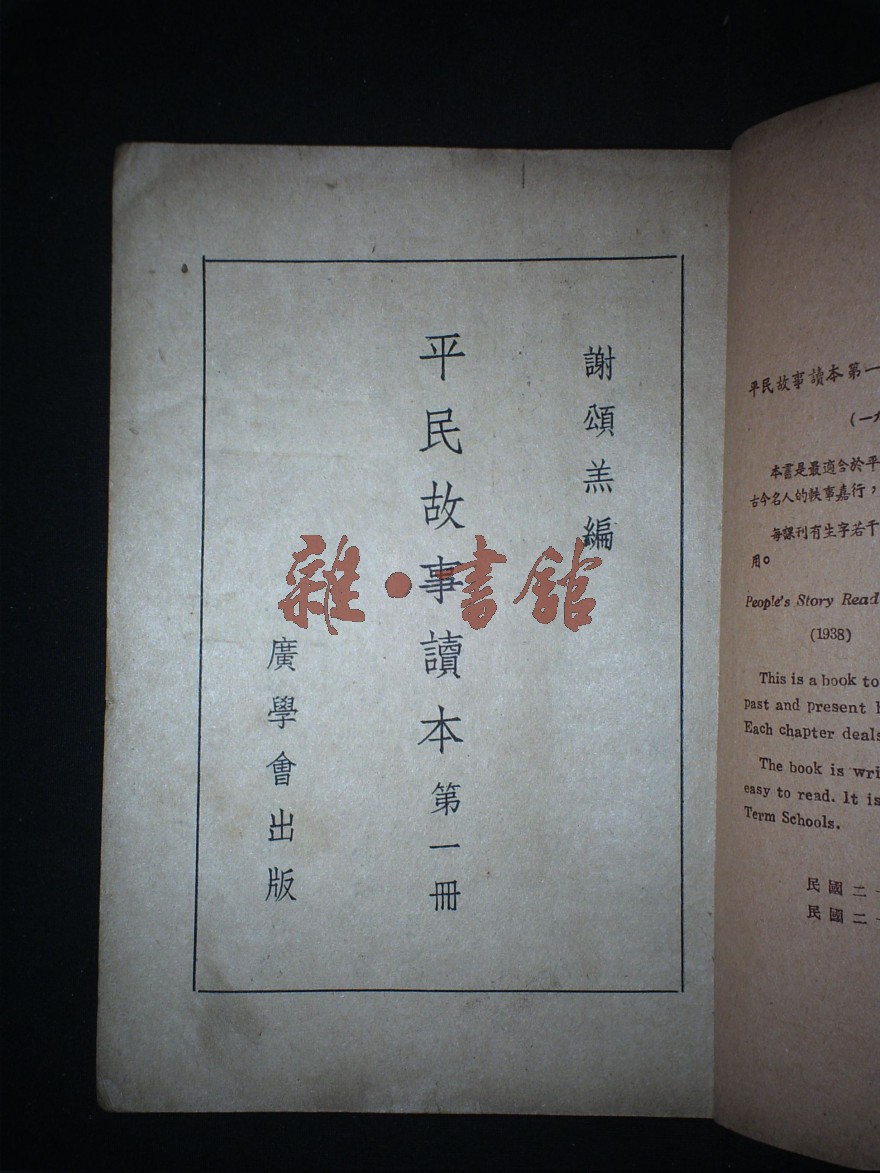 謝頌羔編
平民故事讀本第一冊
廣學會出版
雜·書館
平民故事讀本第一
(一九
本書是最適合於平
古今名人的軼事嘉行，
每課刊有生字若干
用。
People's Story Read
(1938)
This is a book to
past and present
Each chapter deals
The book is wri
easy to read. It is
Term Schools.
民國二
民國二